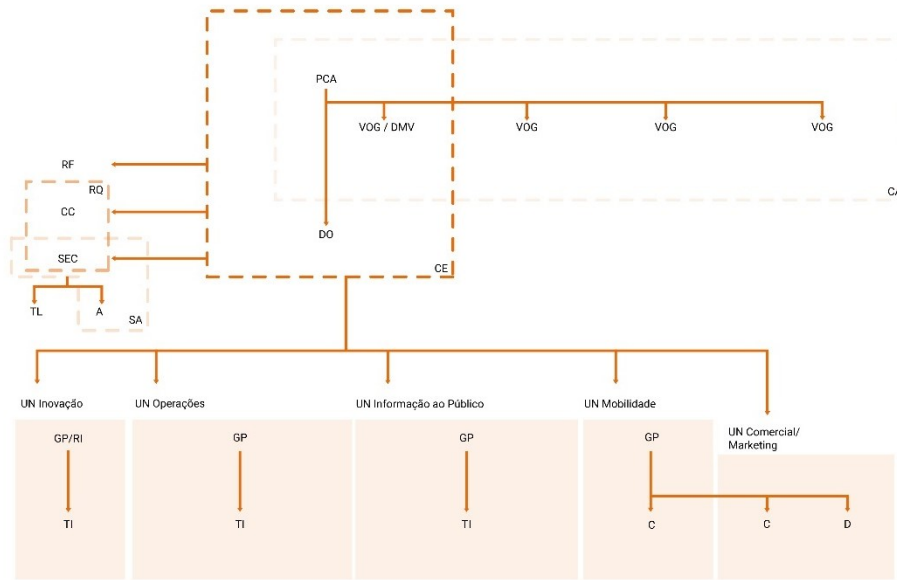 PCA
VOG / DMV
VOG
VOG
VOG
RF
RQ
CC
CA
DO
SEC
CE
TL
A
SA
UN Inovação
UN Operações
UN Informação ao Público
UN Mobilidade
UN Comercial/
Marketing
GP/RI
GP
GP
GP
TI
TI
TI
C
C
D